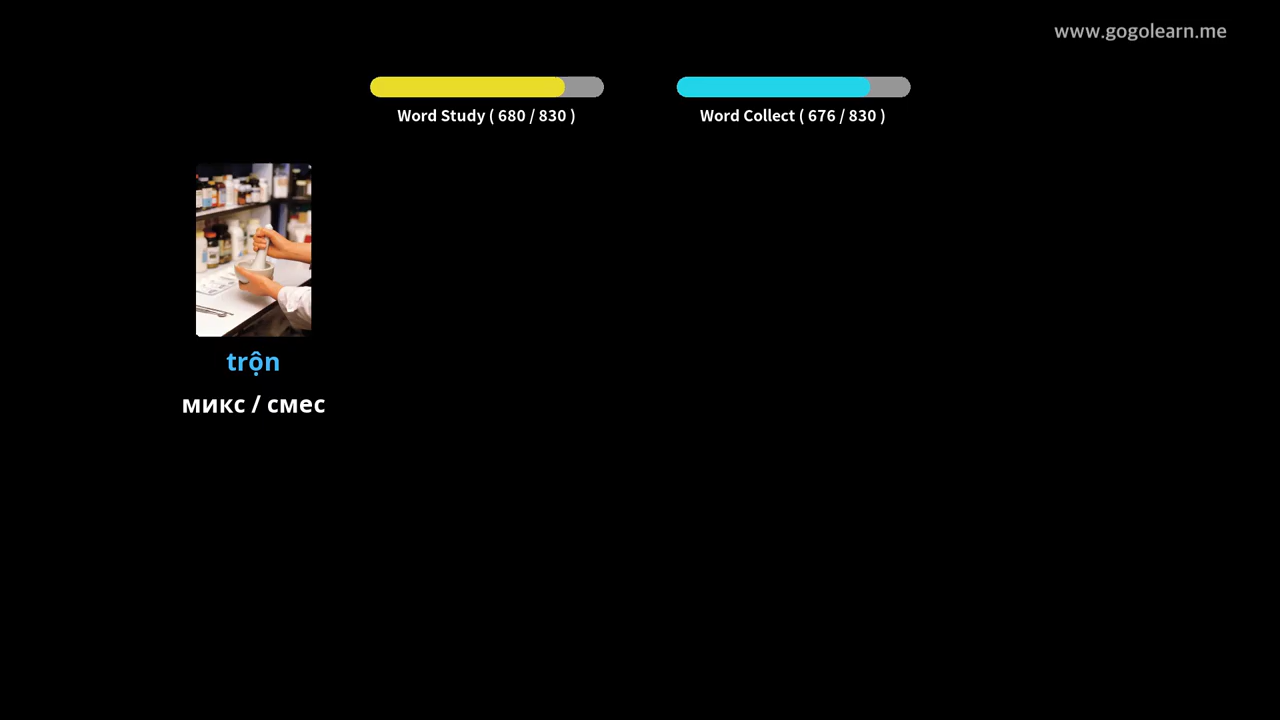 www.gogolearn.me
Word Study ( 680 / 830 )
Word Collect ( 676 / 830 )
trộn
микс / смес